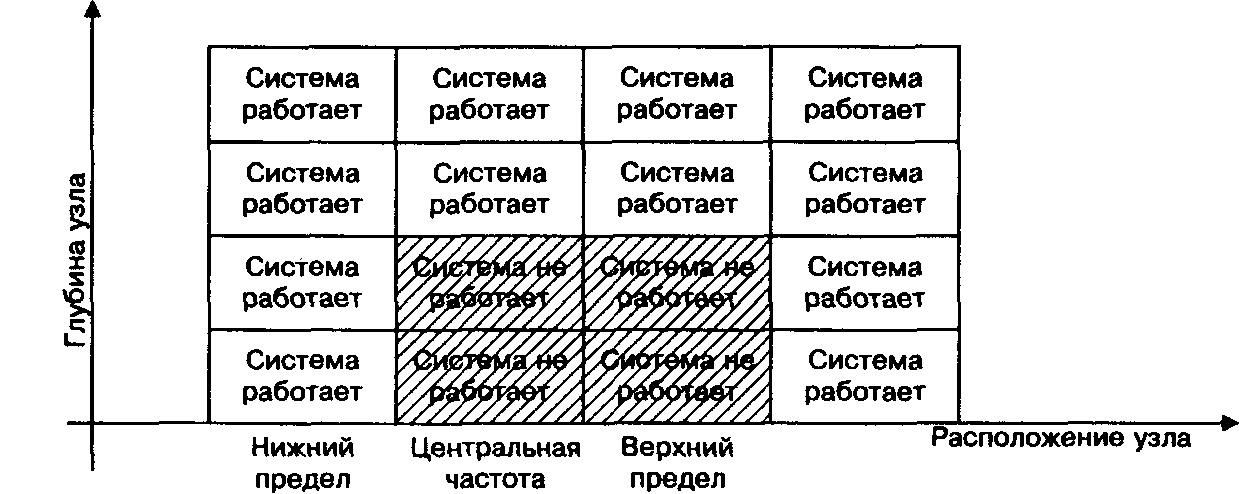 Глубина узла
Система
работает
Система
работает
Система
работает
Система
работает
Система
работает
Система
работает
Система
работает
Система
работает
Система
работает
Система не
работает
Система не
работает
Система
работает
Система
работает
Система не
работает
Система не
работает
Система
работает
Нижний
предел
Центральная
частота
Верхний
предел
Расположение узла